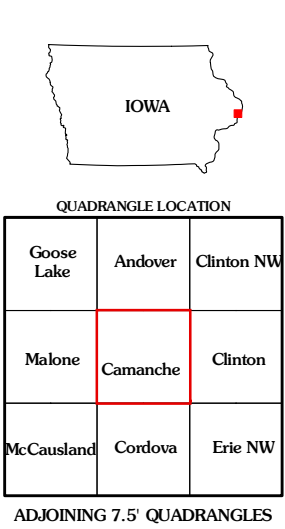 IOWA
QUADRANGLE LOCATION
Goose
Lake
Andover
Clinton NW
Malone
Camanche
Clinton
McCausland
Cordova
Erie NW
ADJOINING 7.5' QUADRANGLES